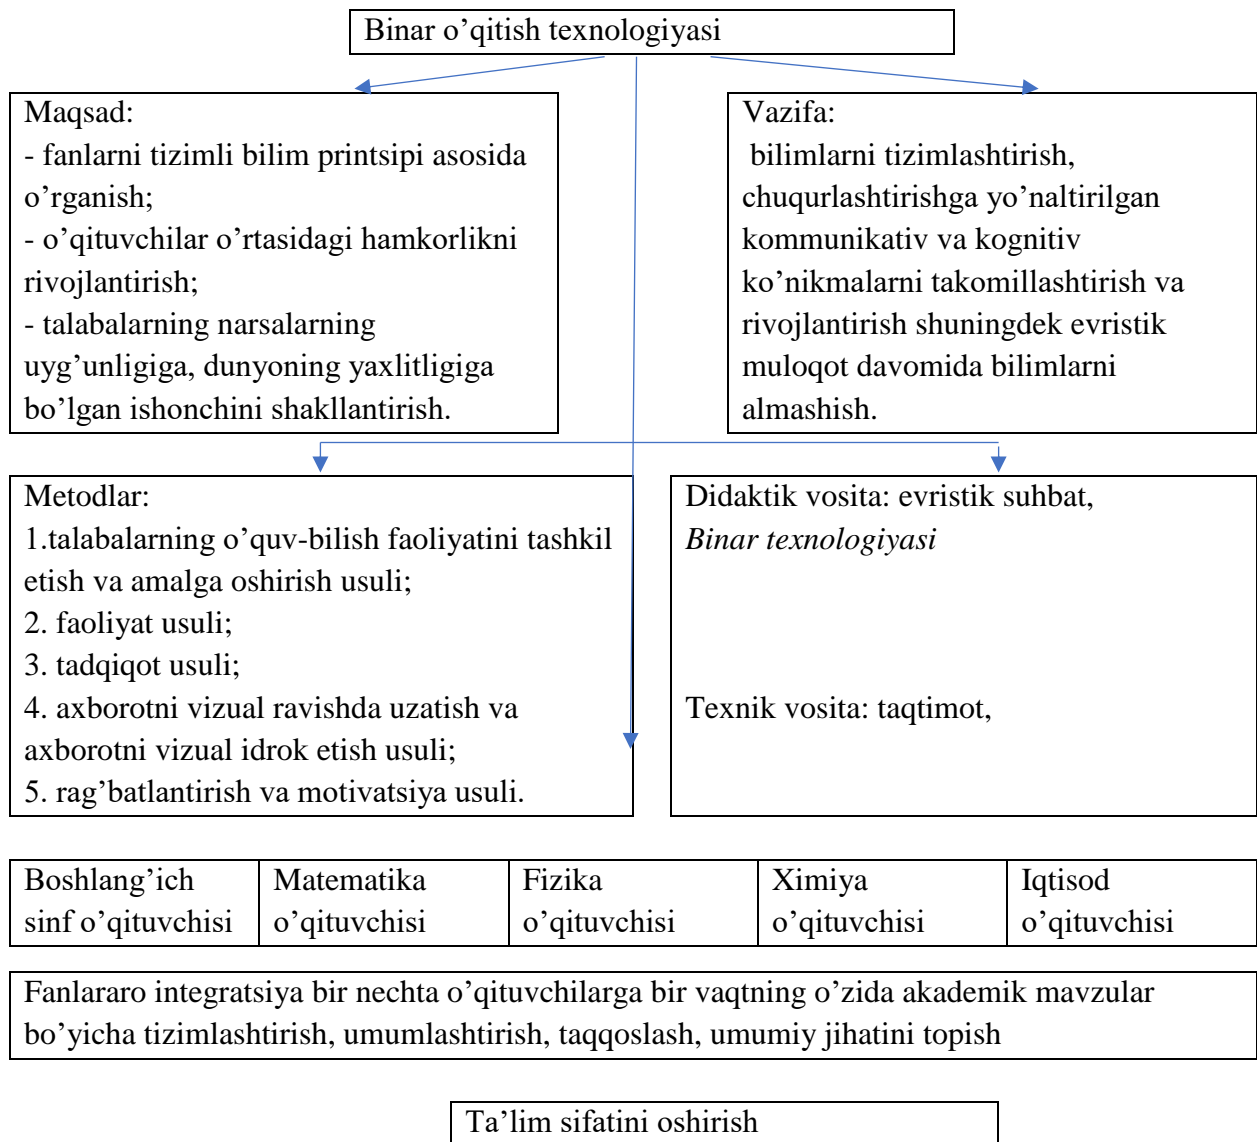 Binar o’qitish texnologiyasi
Maqsad:
- fanlarni tizimli bilim printsipi asosida
o’rganish;
- o’qituvchilar o’rtasidagi hamkorlikni
rivojlantirish;
- talabalarning narsalarning
uyg’unligiga, dunyoning yaxlitligiga
bo’lgan ishonchini shakllantirish.
Vazifa:
bilimlarni tizimlashtirish,
chuqurlashtirishga yo’naltirilgan
kommunikativ va kognitiv
ko’nikmalarni takomillashtirish va
rivojlantirish shuningdek evristik
muloqot davomida bilimlarni
almashish.
Metodlar:
1.talabalarning o’quv-bilish faoliyatini tashkil
etish va amalga oshirish usuli;
2. faoliyat usuli;
3. tadqiqot usuli;
4. axborotni vizual ravishda uzatish va
axborotni vizual idrok etish usuli;
5. rag’batlantirish va motivatsiya usuli.
Didaktik vosita: evristik suhbat,
Binar texnologiyasi
Texnik vosita: taqtimot,
Boshlang’ich
sinf o’qituvchisi
Matematika
o’qituvchisi
Fizika
o’qituvchisi
Ximiya
o’qituvchisi
Iqtisod
o’qituvchisi
Fanlararo integratsiya bir nechta o’qituvchilarga bir vaqtning o’zida akademik mavzular
bo’yicha tizimlashtirish, umumlashtirish, taqqoslash, umumiy jihatini topish
Ta’lim sifatini oshirish